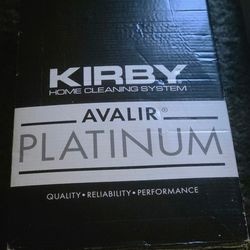 KIRBY
HOME CLEANING SYSTEM
AVALIR®
PLATINUM
QUALITY • RELIABILITY • PERFORMANCE